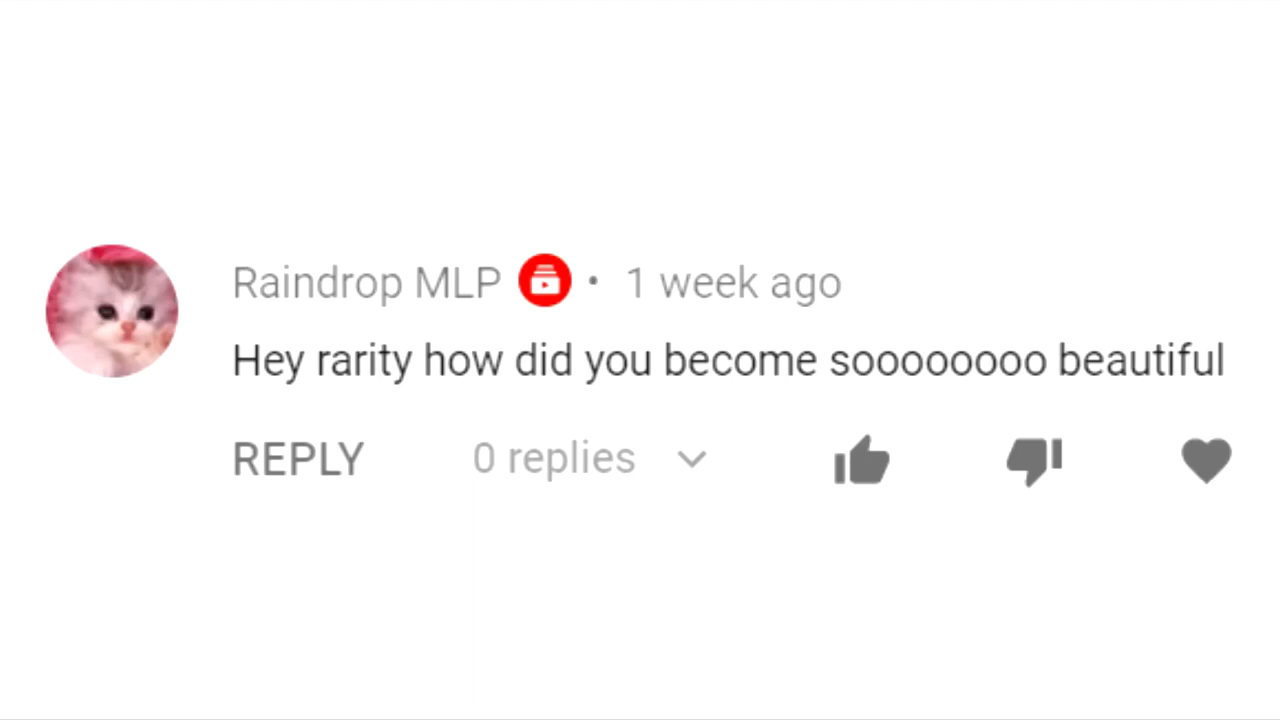 Raindrop MLP • 1 week ago
Hey rarity how did you become soooooooo beautiful
REPLY 0 replies